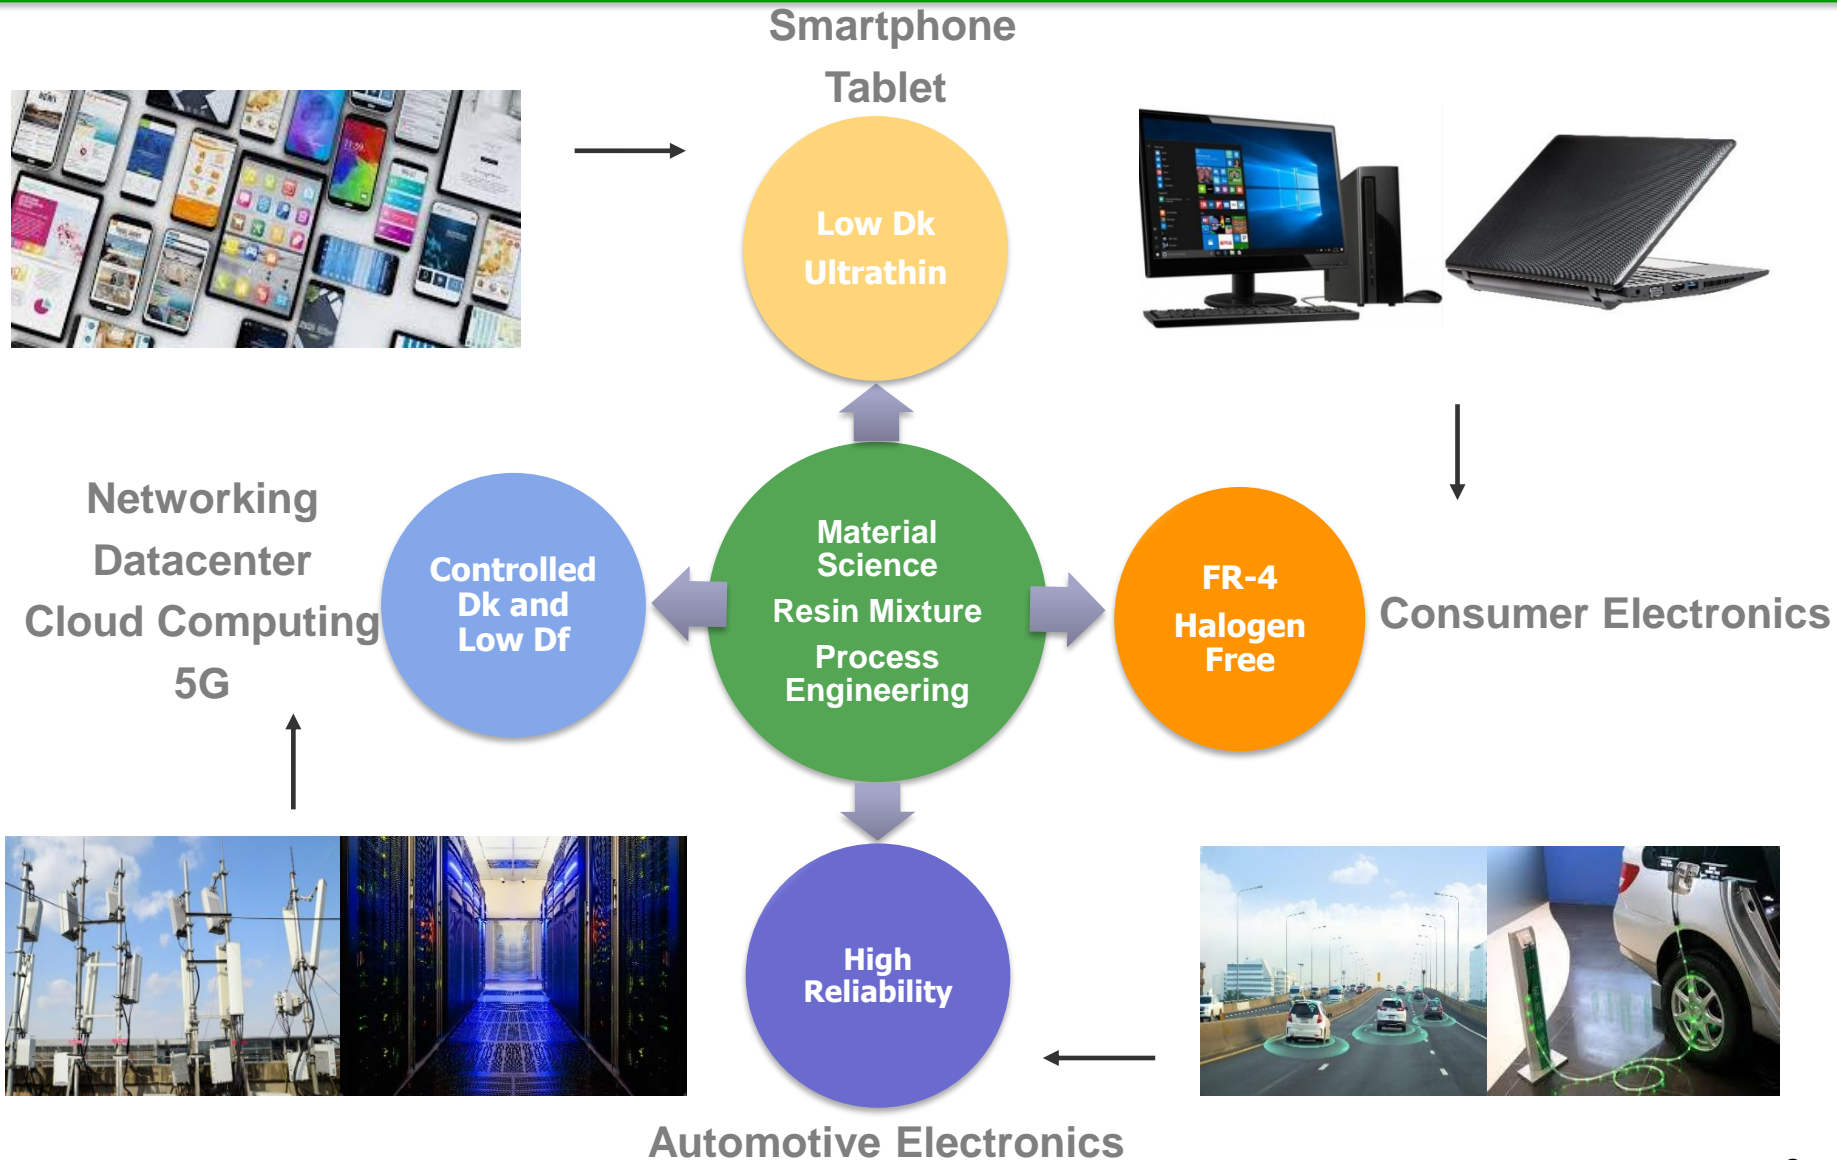 Smartphone
Tablet
Low Dk
Ultrathin
Networking
Datacenter
Cloud Computing
5G
Controlled
Dk and
Low Df
Material
Science
Resin Mixture
Process
Engineering
FR-4
Halogen
Free
Consumer Electronics
High
Reliability
Automotive Electronics